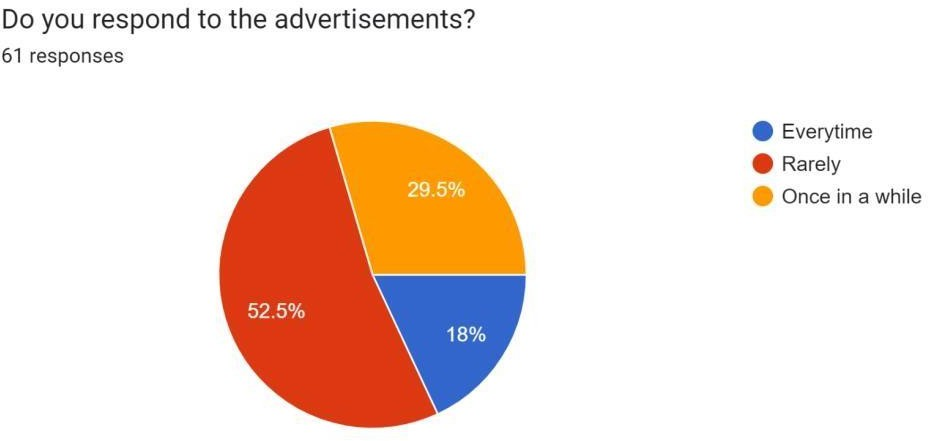 Do you respond to the advertisements?
61 responses
Everytime
Rarely
Once in a while
29.5%
52.5%
18%